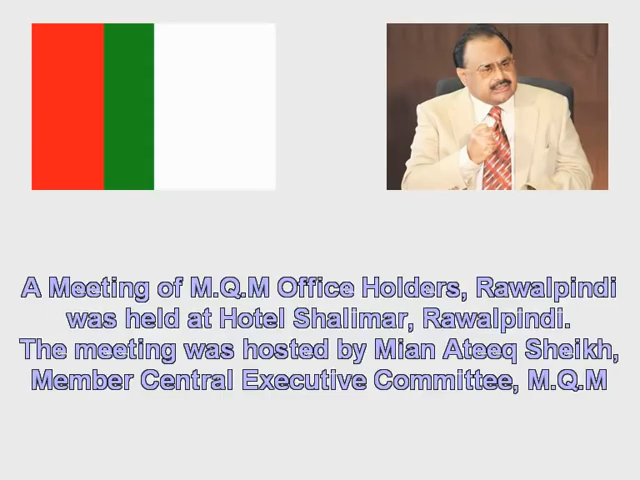 A Meeting of M.Q.M Office Holders, Rawalpindi
was held at Hotel Shalimar, Rawalpindi.
The meeting was hosted by Mian Ateeq Sheikh,
Member Central Executive Committee, M.Q.M